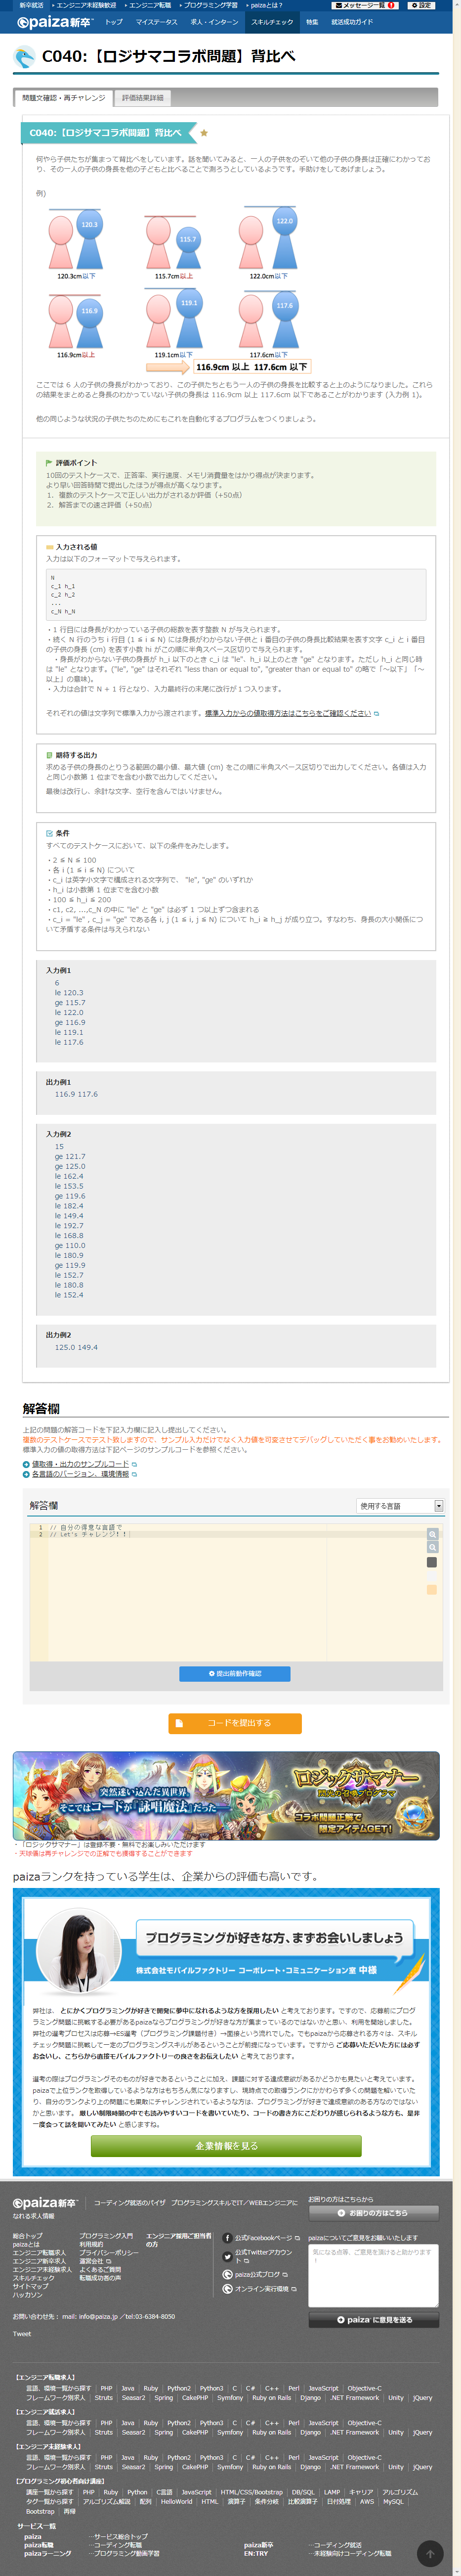 新卒就活 エンジニア未経験歓迎 エンジニア転職 プログラミング学習 paizaとは? メッセージ一覧 1 設定
paiza新卒 トップ マイステータス 求人・インターン スキルチェック 特集 就活成功ガイド
C040:【ロジサマコラボ問題】背比べ
問題文確認・再チャレンジ 評価結果詳細
C040:【ロジサマコラボ問題】背比べ
何やら子供たちが集まって背比べをしています。話を聞いてみると、一人の子供をのぞいて他の子供の身長は正確にわかってお
り、その一人の子供の身長を他の子どもと比べることで測ろうとしているようです。手助けをしてあげましょう。
例)
120.3 115.7 122.0
120.3cm以下 115.7cm以上 122.0cm以下
116.9 119.1 117.6
116.9cm以上 119.1cm以下 117.6cm以下
116.9cm 以上 117.6cm 以下
ここでは 6 人の子供の身長がわかっており、この子供たちともう一人の子供の身長を比較すると上のようになりました。これら
の結果をまとめると身長のわかっていない子供の身長は 116.9cm 以上 117.6cm 以下であることがわかります (入力例 1)。
他の同じような状況の子供たちのためにもこれを自動化するプログラムをつくりましょう。
評価ポイント
10回のテストケースで、正答率、実行速度、メモリ消費量をはかり得点が決まります。
より早い回答時間で提出したほうが得点が高くなります。
1. 複数のテストケースで正しい出力がされるか評価（+50点）
2. 解答までの速さ評価（+50点）
入力される値
入力は以下のフォーマットで与えられます。
N
c_1 h_1
c_2 h_2
...
c_N h_N
・1 行目には身長がわかっている子供の総数を表す整数 N が与えられます。
・続く N 行のうち i 行目 (1 ≦ i ≦ N) には身長がわからない子供と i 番目の子供の身長比較結果を表す文字 c_i と i 番目
の子供の身長 (cm) を表す小数 hi がこの順に半角スペース区切りで与えられます。
・身長がわからない子供の身長が h_i 以下のとき c_i は "le"、h_i 以上のとき "ge" となります。ただし h_i と同じ時
は "le" となります。("le", "ge" はそれぞれ "less than or equal to", "greater than or equal to" の略で「〜以下」「〜
以上」の意味)。
・入力は合計で N + 1 行となり、入力最終行の末尾に改行が 1 つ入ります。
それぞれの値は文字列で標準入力から渡されます。標準入力からの値取得方法はこちらをご確認ください
期待する出力
求める子供の身長のとりうる範囲の最小値、最大値 (cm) をこの順に半角スペース区切りで出力してください。各値は入力
と同じ小数第 1 位までを含む小数で出力してください。
最後は改行し、余計な文字、空行を含んではいけません。
条件
すべてのテストケースにおいて、以下の条件をみたします。
・2 ≦ N ≦ 100
・各 i (1 ≦ i ≦ N) について
・c_i は英字小文字で構成される文字列で、 "le", "ge" のいずれか
・h_i は小数第 1 位までを含む小数
・100 ≦ h_i ≦ 200
・c1, c2, ...,c_N の中に "le" と "ge" は必ず 1 つ以上ずつ含まれる
・c_i = "le" , c_j = "ge" である各 i, j (1 ≦ i, j ≦ N) について h_i ≧ h_j が成り立つ。すなわち、身長の大小関係につ
いて矛盾する条件は与えられない
入力例1
6
le 120.3
ge 115.7
le 122.0
ge 116.9
le 119.1
le 117.6
出力例1
116.9 117.6
入力例2
15
ge 121.7
ge 125.0
le 162.4
le 153.5
ge 119.6
le 182.4
le 149.4
le 192.7
le 168.8
ge 110.0
le 180.9
ge 119.9
le 152.7
le 180.8
le 152.4
出力例2
125.0 149.4
解答欄
上記の問題の解答コードを下記入力欄に記入し提出してください。
複数のテストケースでテスト致しますので、サンプル入力だけでなく入力値を可変させてデバッグしていただく事をお勧めいたします。
標準入力の値の取得方法は下記ページのサンプルコードを参照ください。
値取得・出力のサンプルコード
各言語のバージョン、環境情報
解答欄 使用する言語
1 // 自分の得意な言語で
2 // Let's チャレンジ！！
提出前動作確認
コードを提出する
突然迷い込んだ異世界、
そこではコードが「詠唱魔法」だった…
ロジックサマナー
コラボ問題正解で
限定アイテムGET!
・「ロジックサマナー」は登録不要・無料でお楽しみいただけます
・天球儀は再チャレンジでの正解でも獲得することができます
paizaランクを持っている学生は、企業からの評価も高いです。
プログラミングが好きな方、まずお会いしましょう
株式会社モバイルファクトリー コーポレート・コミュニケーション室 中様
弊社は、 とにかくプログラミングが好きで開発に夢中になれるような方を採用したい と考えております。ですので、応募前にプログ
ラミング問題に挑戦する必要があるpaizaならプログラミングが好きな方が集まっているのではないかと思い、利用を開始しました。
弊社の選考プロセスは応募→ES選考（プログラミング課題付き）→面接という流れでした。でもpaizaから応募される方々は、スキル
チェック問題に挑戦して一定のプログラミングスキルがあるということが前提になっています。ですから ご応募いただいた方には必ず
お会いし、こちらから直接モバイルファクトリーの良さをお伝えしたい と考えております。
選考の際はプログラミングそのものが好きであるということに加え、課題に対する達成意欲があるかどうかも見たいと考えています。
paizaで上位ランクを取得しているような方はもちろん気になりますし、現時点での取得ランクにかかわらず多くの問題を解いていた
り、自分のランクより上の問題にも果敢にチャレンジされているような方は、プログラミングが好きで達成意欲のある方なのではない
かと思います。 厳しい制限時間の中でも読みやすいコードを書いていたり、コードの書き方にこだわりが感じられるような方も、是非
一度会って話を聞いてみたい と感じますね。
企業情報を見る
paiza新卒 コーディング就活のパイザ プログラミングスキルでIT／WEBエンジニアに
なれる求人情報
お困りの方はこちらから
お困りの方はこちら
総合トップ プログラミング入門 エンジニア採用ご担当者の方
paizaとは 利用規約
エンジニア転職求人 プライバシーポリシー
エンジニア新卒求人 運営会社
エンジニア未経験求人 よくあるご質問
スキルチェック 転職成功者の声
サイトマップ
ハッカソン
公式Facebookページ
公式Twitterアカウント
paiza公式ブログ
オンライン実行環境
paizaについてご意見をお願いいたします
気になる点等、ご意見を頂けると助かります！
paiza に意見を送る
お問い合わせ先： mail: info@paiza.jp ／tel:03-6384-8050
Tweet
【エンジニア転職求人】
言語、環境一覧から探す PHP Java Ruby Python2 Python3 C C# C++ Perl JavaScript Objective-C
フレームワーク別求人 Struts Seasar2 Spring CakePHP Symfony Ruby on Rails Django .NET Framework Unity jQuery
【エンジニア就活求人】
言語、環境一覧から探す PHP Java Ruby Python2 Python3 C C# C++ Perl JavaScript Objective-C
フレームワーク別求人 Struts Seasar2 Spring CakePHP Symfony Ruby on Rails Django .NET Framework Unity jQuery
【エンジニア未経験求人】
言語、環境一覧から探す PHP Java Ruby Python2 Python3 C C# C++ Perl JavaScript Objective-C
フレームワーク別求人 Struts Seasar2 Spring CakePHP Symfony Ruby on Rails Django .NET Framework Unity jQuery
【プログラミング初心者向け講座】
講座一覧から探す PHP Ruby Python C言語 JavaScript HTML/CSS/Bootstrap DB/SQL LAMP キャリア アルゴリズム
タグ一覧から探す アルゴリズム解説 配列 HelloWorld HTML 演算子 条件分岐 比較演算子 日付処理 AWS MySQL
Bootstrap 再帰
サービス一覧
paiza …サービス総合トップ
paiza転職 …コーディング転職 paiza新卒 …コーディング就活
paizaラーニング …プログラミング動画学習 EN:TRY …未経験向けコーディング転職